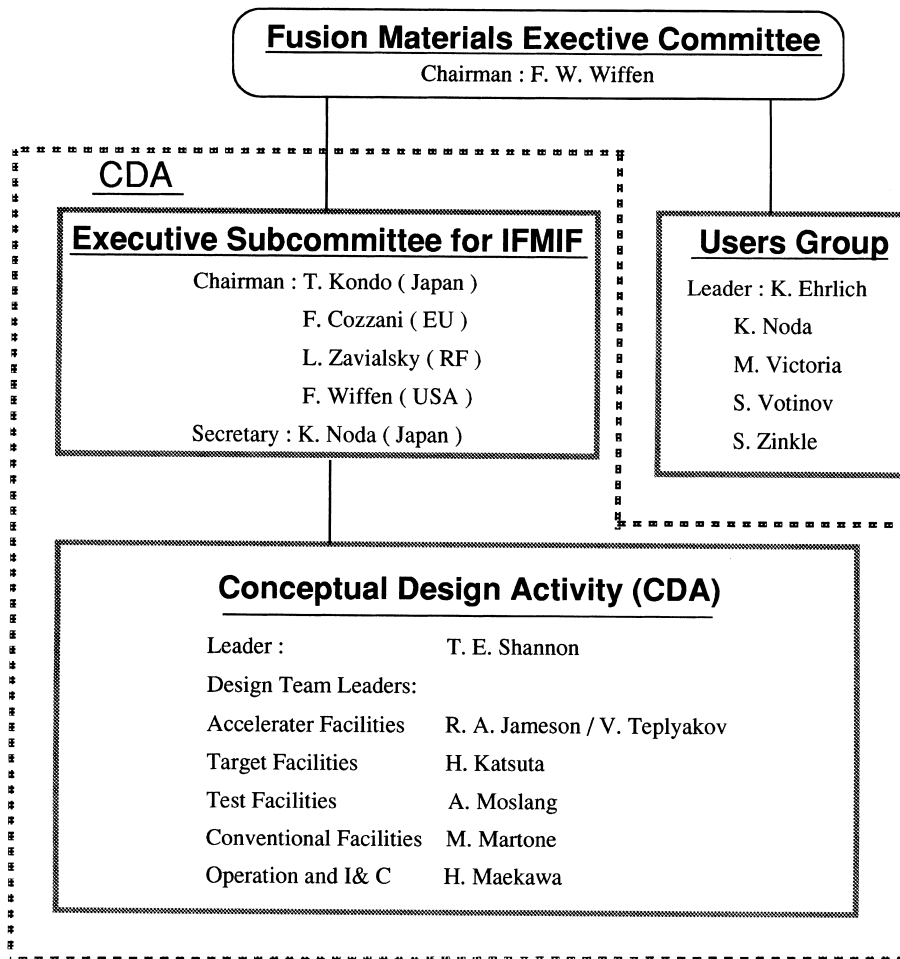 Fusion Materials Exective Committee
Chairman : F. W. Wiffen
CDA
Executive Subcommittee for IFMIF
Chairman : T. Kondo ( Japan )
F. Cozzani ( EU )
L. Zavialsky ( RF )
F. Wiffen ( USA )
Secretary : K. Noda ( Japan )
Users Group
Leader : K. Ehrlich
K. Noda
M. Victoria
S. Votinov
S. Zinkle
Conceptual Design Activity (CDA)
Leader : T. E. Shannon
Design Team Leaders:
Accelerater Facilities R. A. Jameson / V. Teplyakov
Target Facilities H. Katsuta
Test Facilities A. Moslang
Conventional Facilities M. Martone
Operation and I& C H. Maekawa